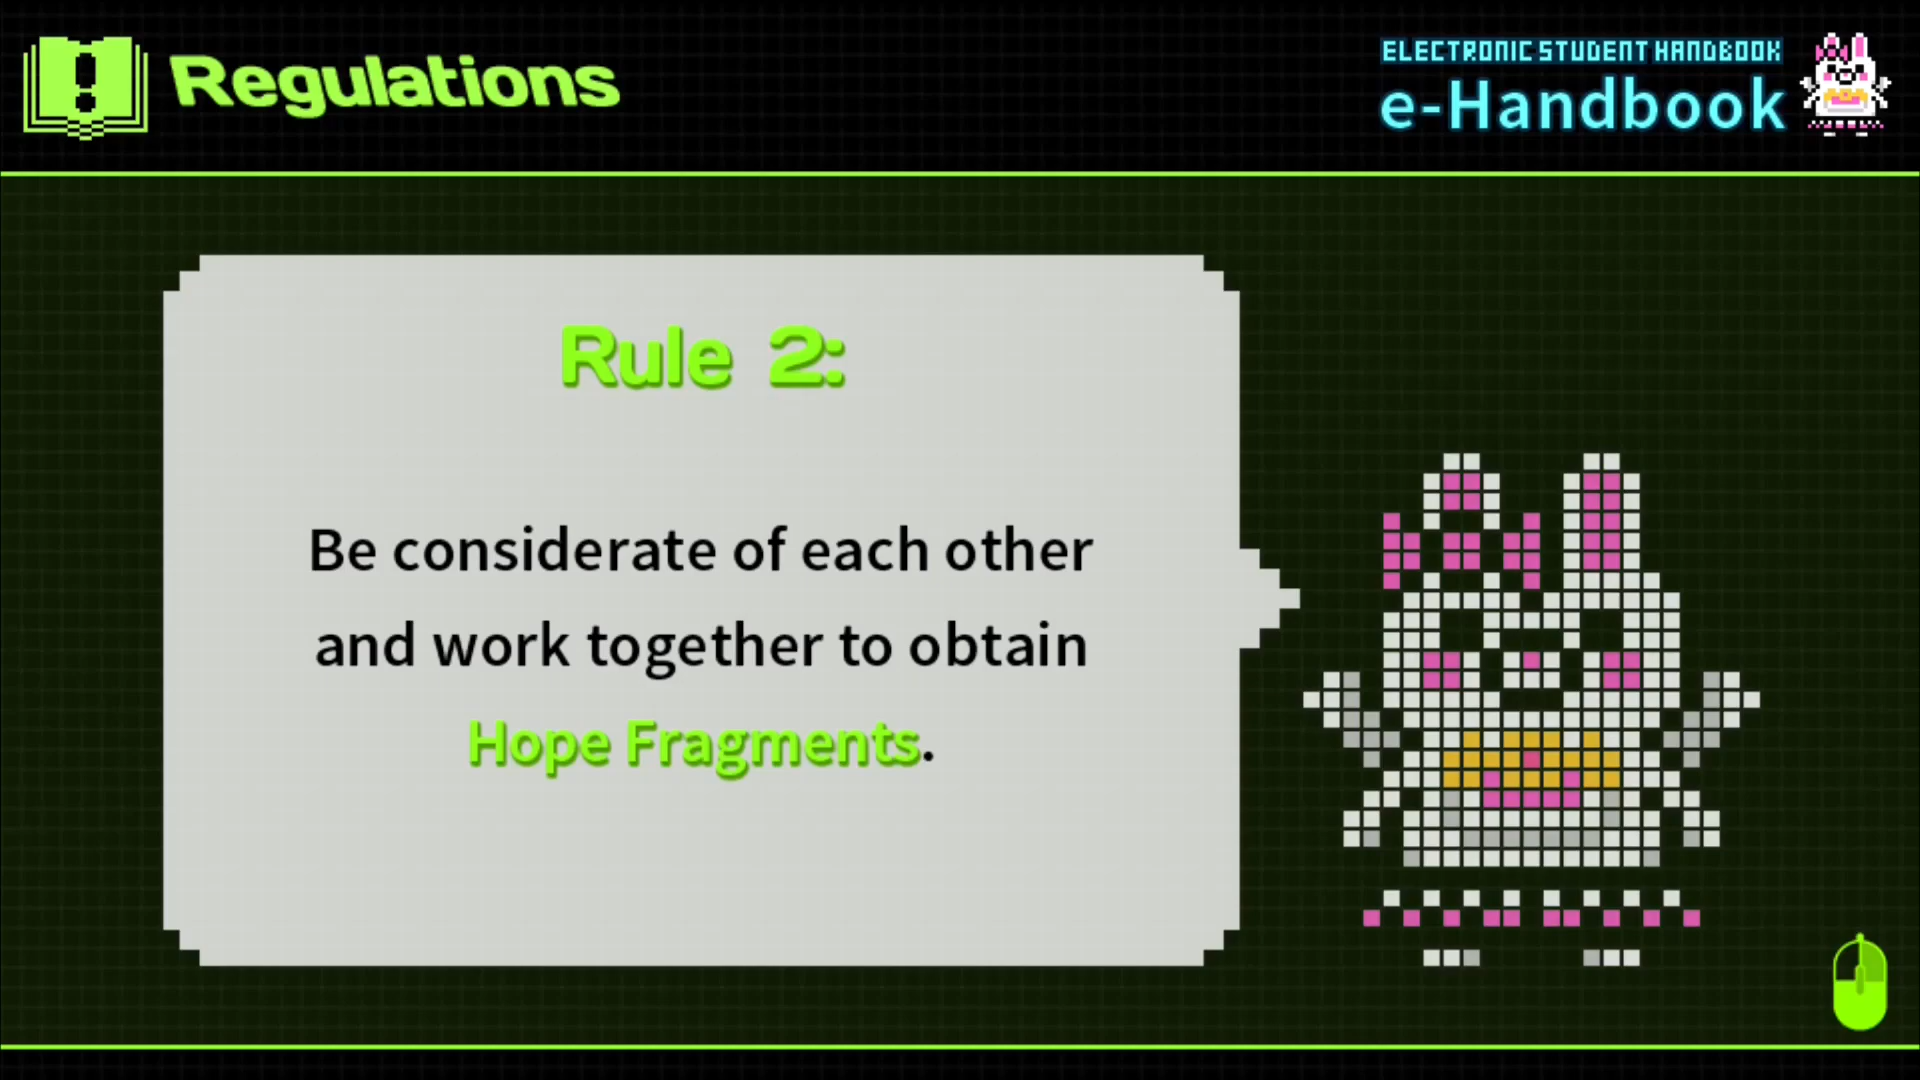 Regulations
ELECTRONIC STUDENT HANDBOOK
e-Handbook
Rule 2:
Be considerate of each other
and work together to obtain
Hope Fragments.